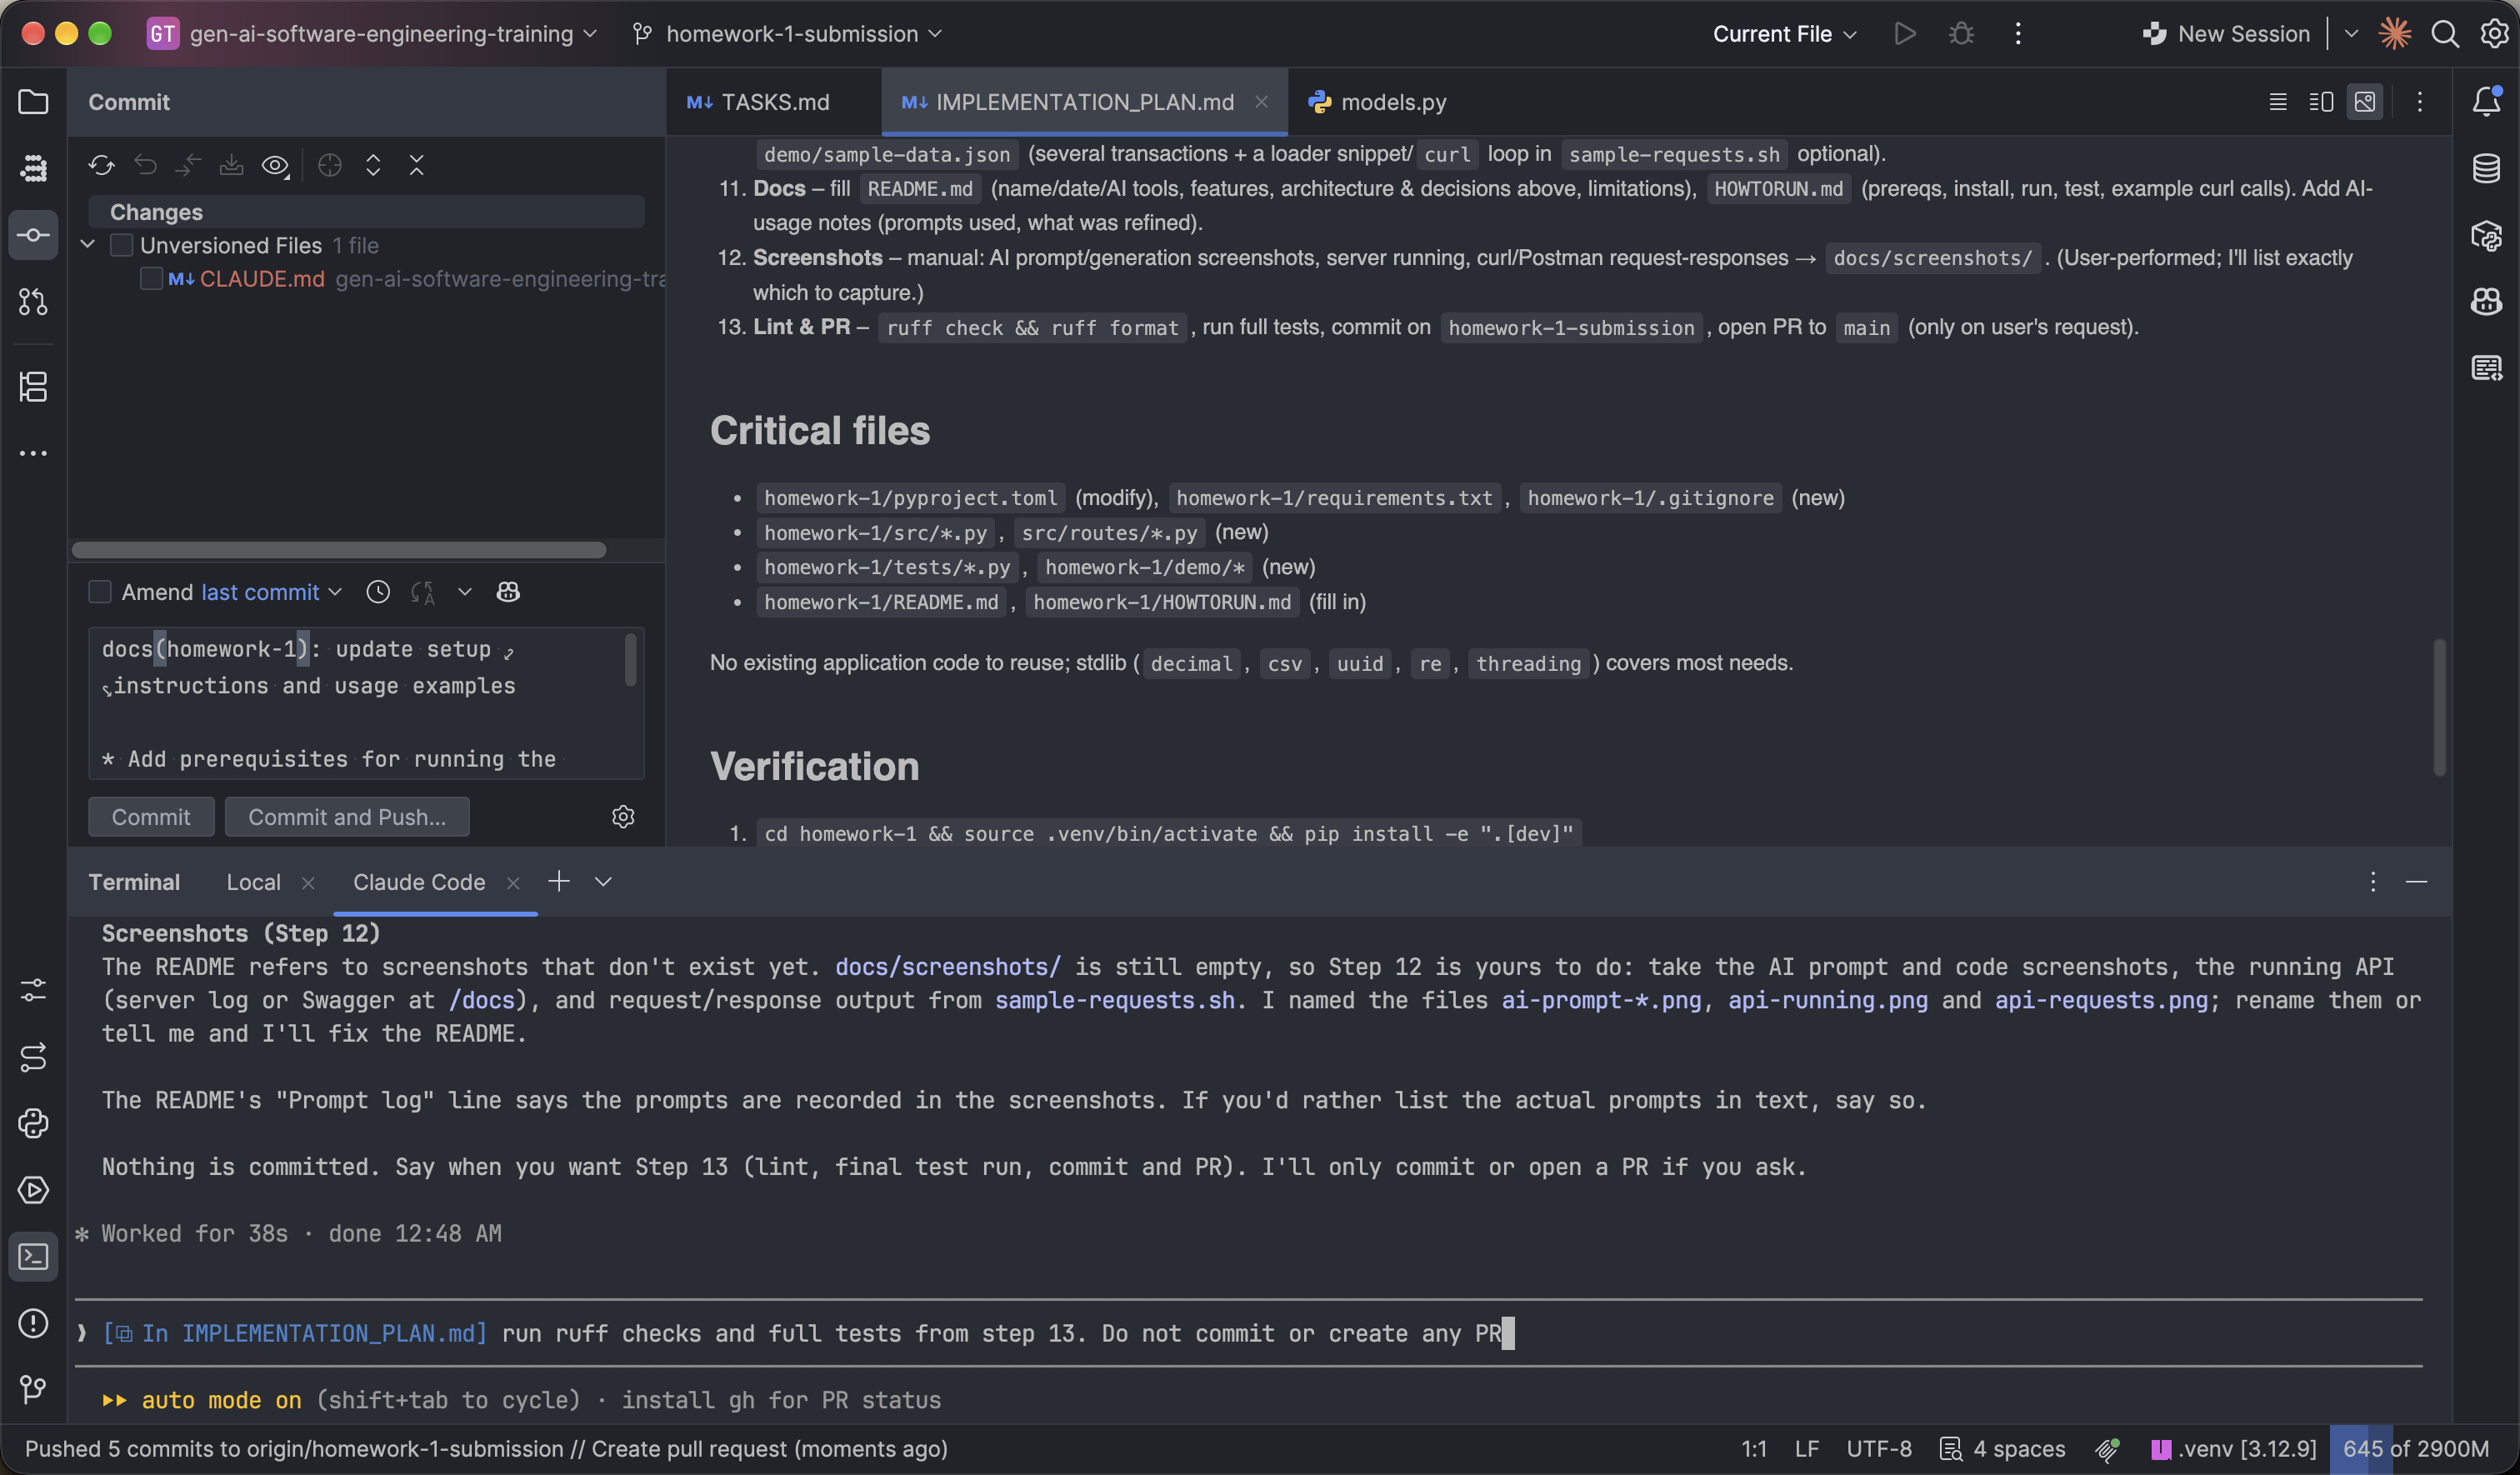 GT gen-ai-software-engineering-training homework-1-submission Current File New Session
Commit
TASKS.md IMPLEMENTATION_PLAN.md models.py
Changes
Unversioned Files 1 file
CLAUDE.md gen-ai-software-engineering-tra
Amend last commit
docs(homework-1): update setup
instructions and usage examples
* Add prerequisites for running the
Commit Commit and Push...
demo/sample-data.json (several transactions + a loader snippet/ curl loop in sample-requests.sh optional).
11. Docs – fill README.md (name/date/AI tools, features, architecture & decisions above, limitations), HOWTORUN.md (prereqs, install, run, test, example curl calls). Add AI-
usage notes (prompts used, what was refined).
12. Screenshots – manual: AI prompt/generation screenshots, server running, curl/Postman request-responses → docs/screenshots/ . (User-performed; I'll list exactly
which to capture.)
13. Lint & PR – ruff check && ruff format , run full tests, commit on homework-1-submission , open PR to main (only on user's request).
Critical files
• homework-1/pyproject.toml (modify), homework-1/requirements.txt , homework-1/.gitignore (new)
• homework-1/src/*.py , src/routes/*.py (new)
• homework-1/tests/*.py , homework-1/demo/* (new)
• homework-1/README.md , homework-1/HOWTORUN.md (fill in)
No existing application code to reuse; stdlib ( decimal , csv , uuid , re , threading ) covers most needs.
Verification
1. cd homework-1 && source .venv/bin/activate && pip install -e ".[dev]"
Terminal Local Claude Code
Screenshots (Step 12)
The README refers to screenshots that don't exist yet. docs/screenshots/ is still empty, so Step 12 is yours to do: take the AI prompt and code screenshots, the running API
(server log or Swagger at /docs), and request/response output from sample-requests.sh. I named the files ai-prompt-*.png, api-running.png and api-requests.png; rename them or
tell me and I'll fix the README.
The README's "Prompt log" line says the prompts are recorded in the screenshots. If you'd rather list the actual prompts in text, say so.
Nothing is committed. Say when you want Step 13 (lint, final test run, commit and PR). I'll only commit or open a PR if you ask.
✻ Worked for 38s · done 12:48 AM
❯ [⧉ In IMPLEMENTATION_PLAN.md] run ruff checks and full tests from step 13. Do not commit or create any PR
⏵⏵ auto mode on (shift+tab to cycle) · install gh for PR status
Pushed 5 commits to origin/homework-1-submission // Create pull request (moments ago) 1:1 LF UTF-8 4 spaces .venv [3.12.9] 645 of 2900M